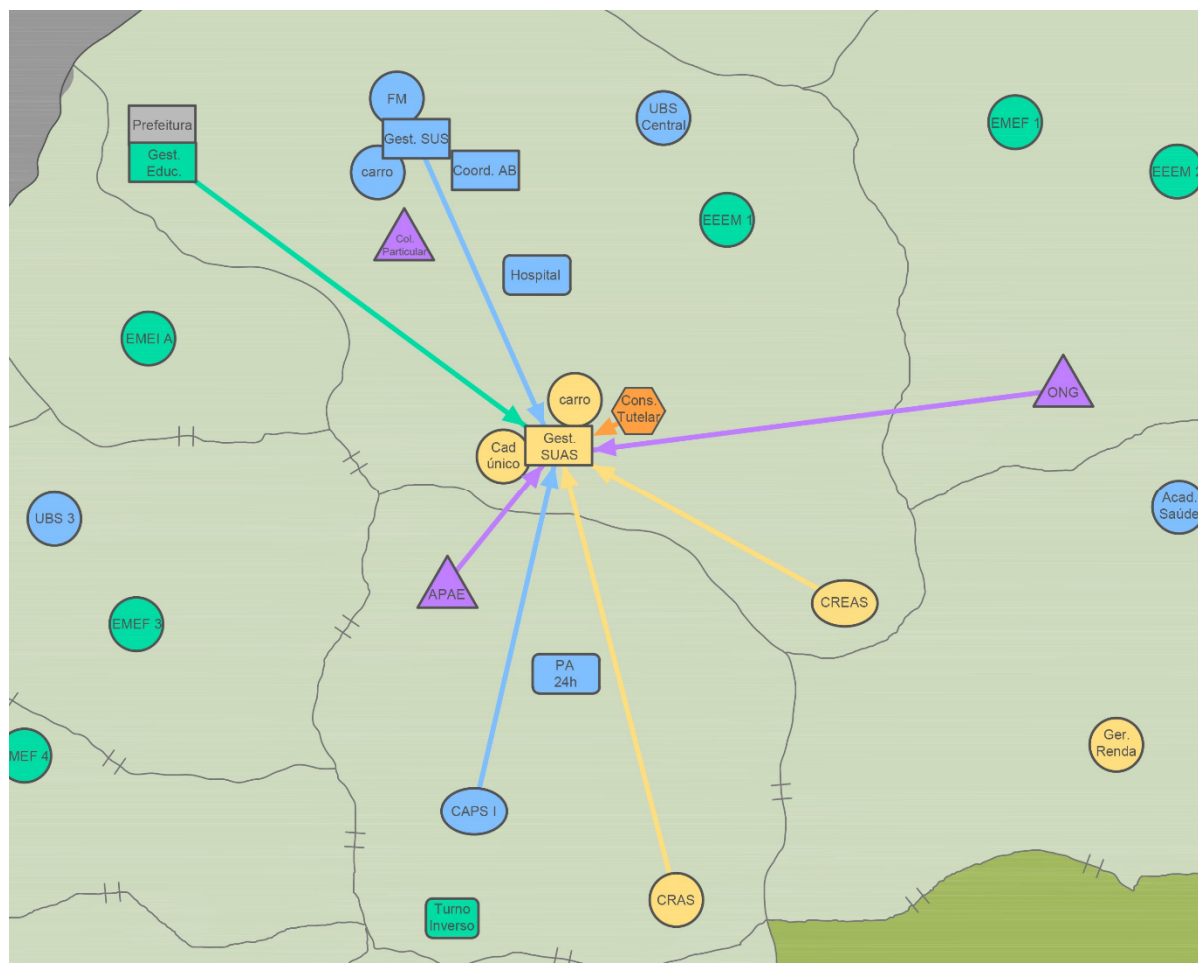 FM
UBS
Central
EMEF 1
Prefeitura
Gest. SUS
Gest.
Educ.
carro
Coord. AB
EEEM 2
Col.
Particular
EEEM 1
Hospital
EMEI A
carro
Cons.
Tutelar
ONG
Gest.
SUAS
Cad
único
UBS 3
Acad.
Saúde
APAE
CREAS
EMEF 3
PA
24h
Ger.
Renda
MEF 4
CAPS I
CRAS
Turno
Inverso